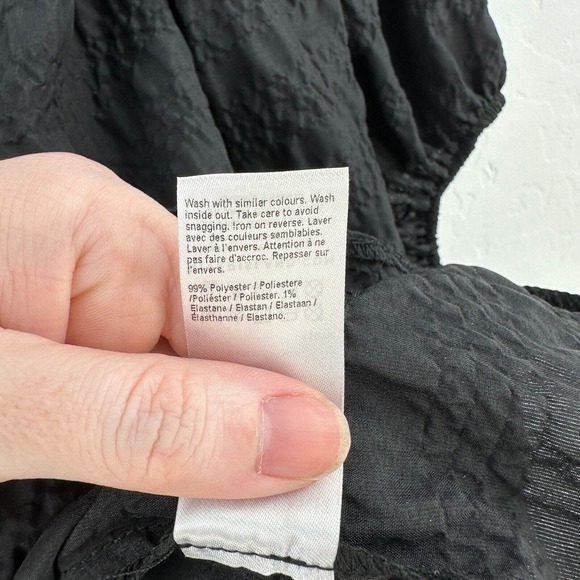 Wash with similar colours. Wash
inside out. Take care to avoid
snagging. Iron on reverse. Laver
avec des couleurs semblables.
Laver à l'envers. Attention à ne
pas faire d'accroc. Repasser sur
l'envers.
99% Polyester / Poliestere
/Poliéster / Poliester. 1%
Elastane / Elastan / Elastaan /
Élasthanne / Elastano.